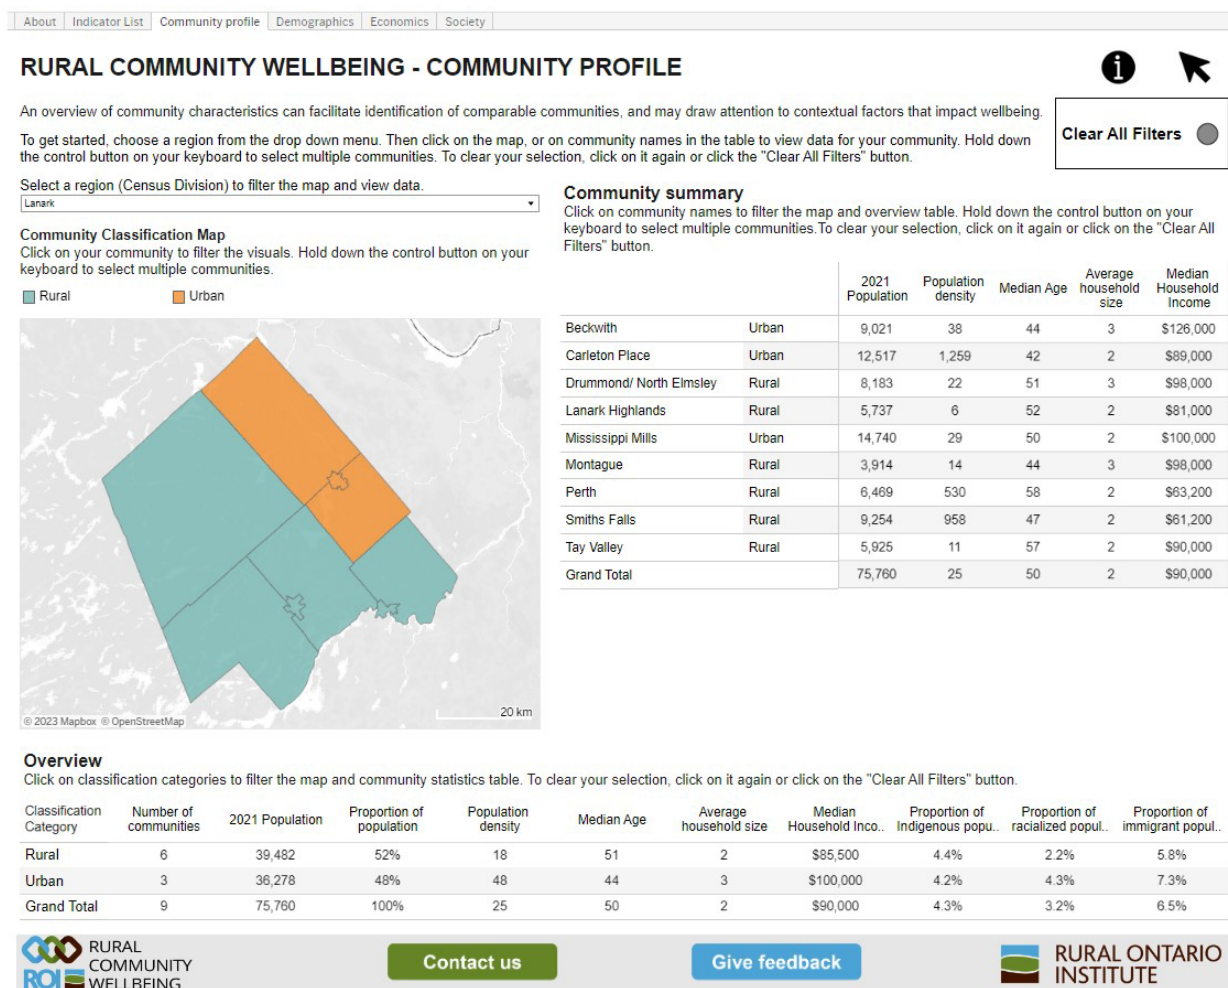 About Indicator List Community profile Demographics Economics Society
RURAL COMMUNITY WELLBEING - COMMUNITY PROFILE
An overview of community characteristics can facilitate identification of comparable communities, and may draw attention to contextual factors that impact wellbeing.
To get started, choose a region from the drop down menu. Then click on the map, or on community names in the table to view data for your community. Hold down
the control button on your keyboard to select multiple communities. To clear your selection, click on it again or click the "Clear All Filters" button.
Clear All Filters
Select a region (Census Division) to filter the map and view data.
Lanark
Community Classification Map
Click on your community to filter the visuals. Hold down the control button on your
keyboard to select multiple communities.
Rural Urban
© 2023 Mapbox © OpenStreetMap
20 km
Community summary
Click on community names to filter the map and overview table. Hold down the control button on your
keyboard to select multiple communities.To clear your selection, click on it again or click on the "Clear All
Filters" button.
2021 Population Population density Median Age Average household size Median Household Income
Beckwith Urban 9,021 38 44 3 $126,000
Carleton Place Urban 12,517 1,259 42 2 $89,000
Drummond/ North Elmsley Rural 8,183 22 51 3 $98,000
Lanark Highlands Rural 5,737 6 52 2 $81,000
Mississippi Mills Urban 14,740 29 50 2 $100,000
Montague Rural 3,914 14 44 3 $98,000
Perth Rural 6,469 530 58 2 $63,200
Smiths Falls Rural 9,254 958 47 2 $61,200
Tay Valley Rural 5,925 11 57 2 $90,000
Grand Total 75,760 25 50 2 $90,000
Overview
Click on classification categories to filter the map and community statistics table. To clear your selection, click on it again or click on the "Clear All Filters" button.
Classification Category Number of communities 2021 Population Proportion of population Population density Median Age Average household size Median Household Inco.. Proportion of Indigenous popu.. Proportion of racialized popul.. Proportion of immigrant popul..
Rural 6 39,482 52% 18 51 2 $85,500 4.4% 2.2% 5.8%
Urban 3 36,278 48% 48 44 3 $100,000 4.2% 4.3% 7.3%
Grand Total 9 75,760 100% 25 50 2 $90,000 4.3% 3.2% 6.5%
ROI
RURAL
COMMUNITY
WELLBEING
Contact us
Give feedback
RURAL ONTARIO
INSTITUTE